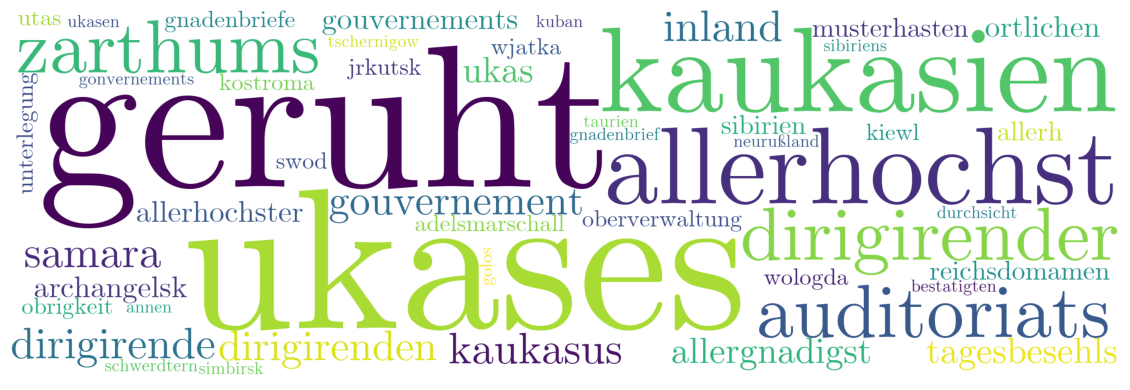 utas ukasen gnadenbriefe gouvernements kuban inland musterhasten ortlichen
zarthums tschernigow wjatka sibiriens
gonvernements kostroma jrkutsk ukas kaukasien
unterlegung geruht taurien gnadenbrief sibirien neurußland kiewl allerh
swod allerhochst
allerhochster gouvernement oberverwaltung durchsicht
adelsmarschall ukases dirigirender
samara golos wologda reichsdomamen
archangelsk bestatigten
obrigkeit annen auditoriats
dirigirende dirigirenden kaukasus allergnadigst tagesbesehls
schwerdtern simbirsk